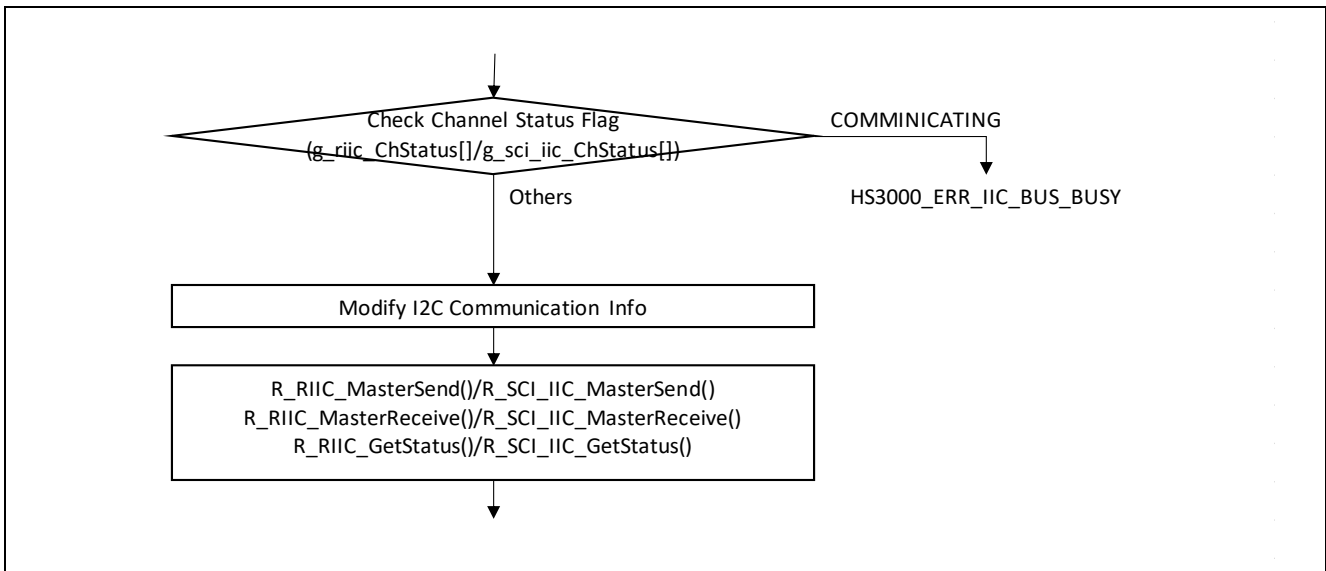 Check Channel Status Flag
(g_riic_ChStatus[]/g_sci_iic_ChStatus[])
COMMINICATING
HS3000_ERR_IIC_BUS_BUSY
Others
Modify I2C Communication Info
R_RIIC_MasterSend()/R_SCI_IIC_MasterSend()
R_RIIC_MasterReceive()/R_SCI_IIC_MasterReceive()
R_RIIC_GetStatus()/R_SCI_IIC_GetStatus()